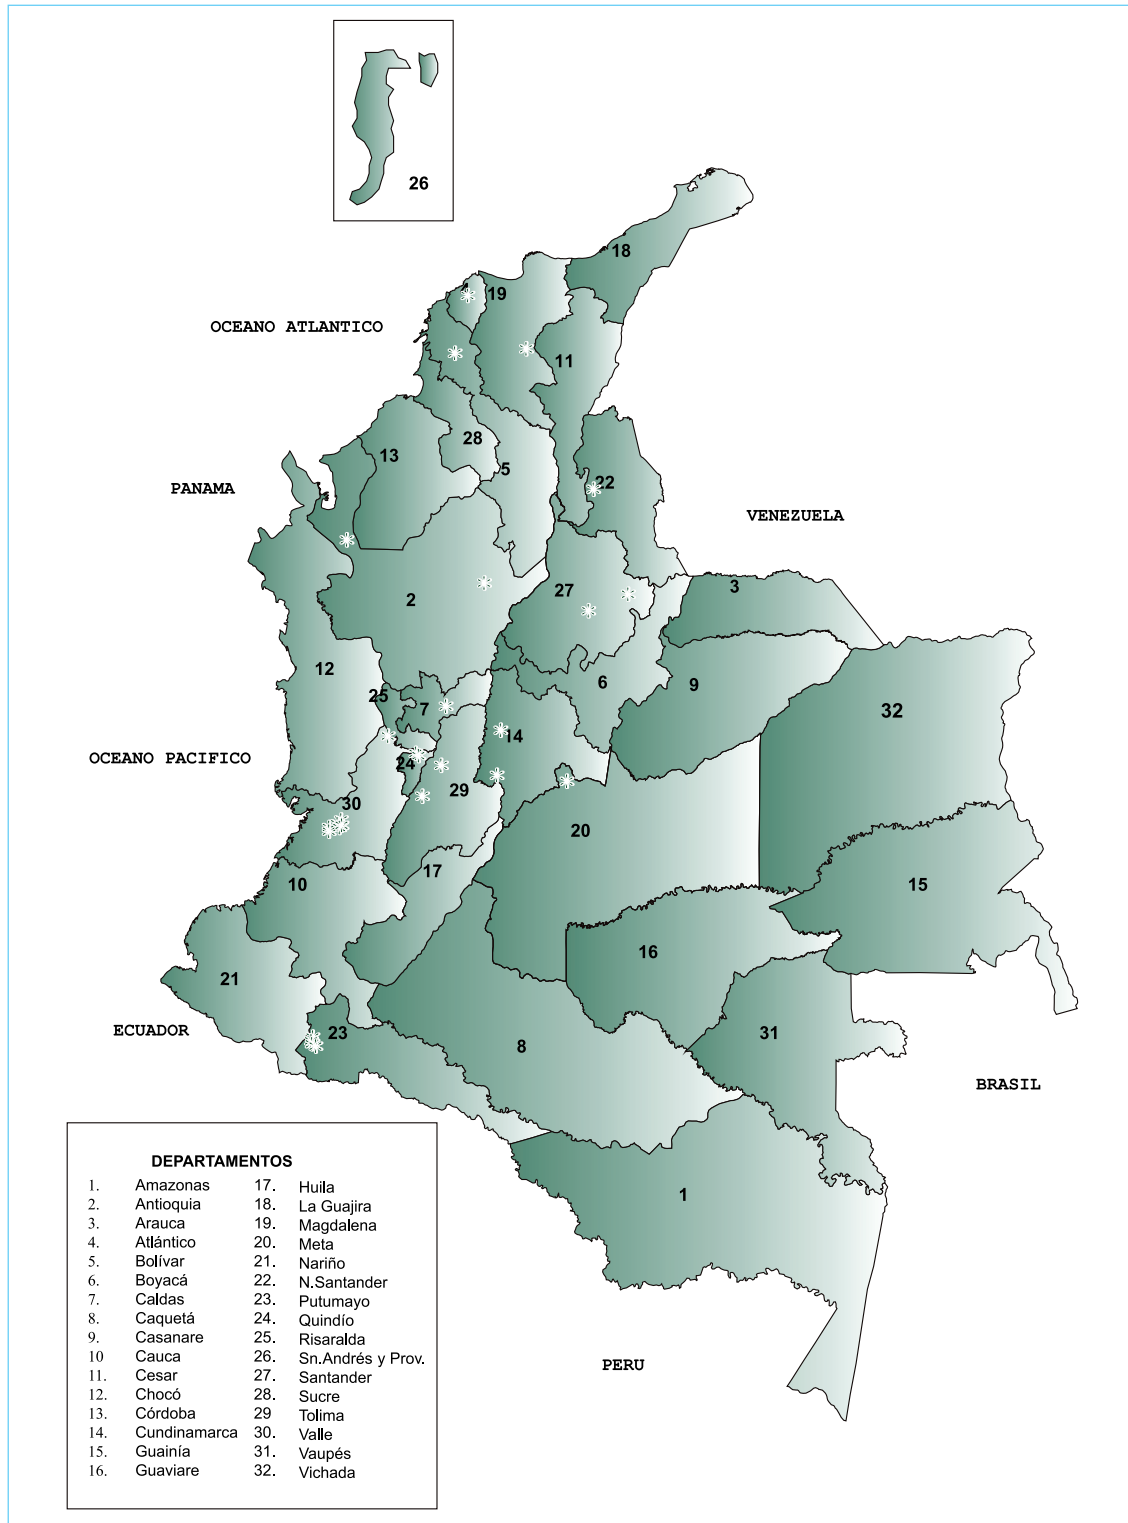 26
18
19
OCEANO ATLANTICO
11
28
13
5
22
PANAMA
VENEZUELA
27
3
2
12
6
9
25
7
32
14
OCEANO PACIFICO
24
29
30
20
17
10
15
16
21
ECUADOR
23
31
8
BRASIL
1
PERU
DEPARTAMENTOS
1. Amazonas 17. Huila
2. Antioquia 18. La Guajira
3. Arauca 19. Magdalena
4. Atlántico 20. Meta
5. Bolívar 21. Nariño
6. Boyacá 22. N.Santander
7. Caldas 23. Putumayo
8. Caquetá 24. Quindío
9. Casanare 25. Risaralda
10 Cauca 26. Sn.Andrés y Prov.
11. Cesar 27. Santander
12. Chocó 28. Sucre
13. Córdoba 29 Tolima
14. Cundinamarca 30. Valle
15. Guainía 31. Vaupés
16. Guaviare 32. Vichada